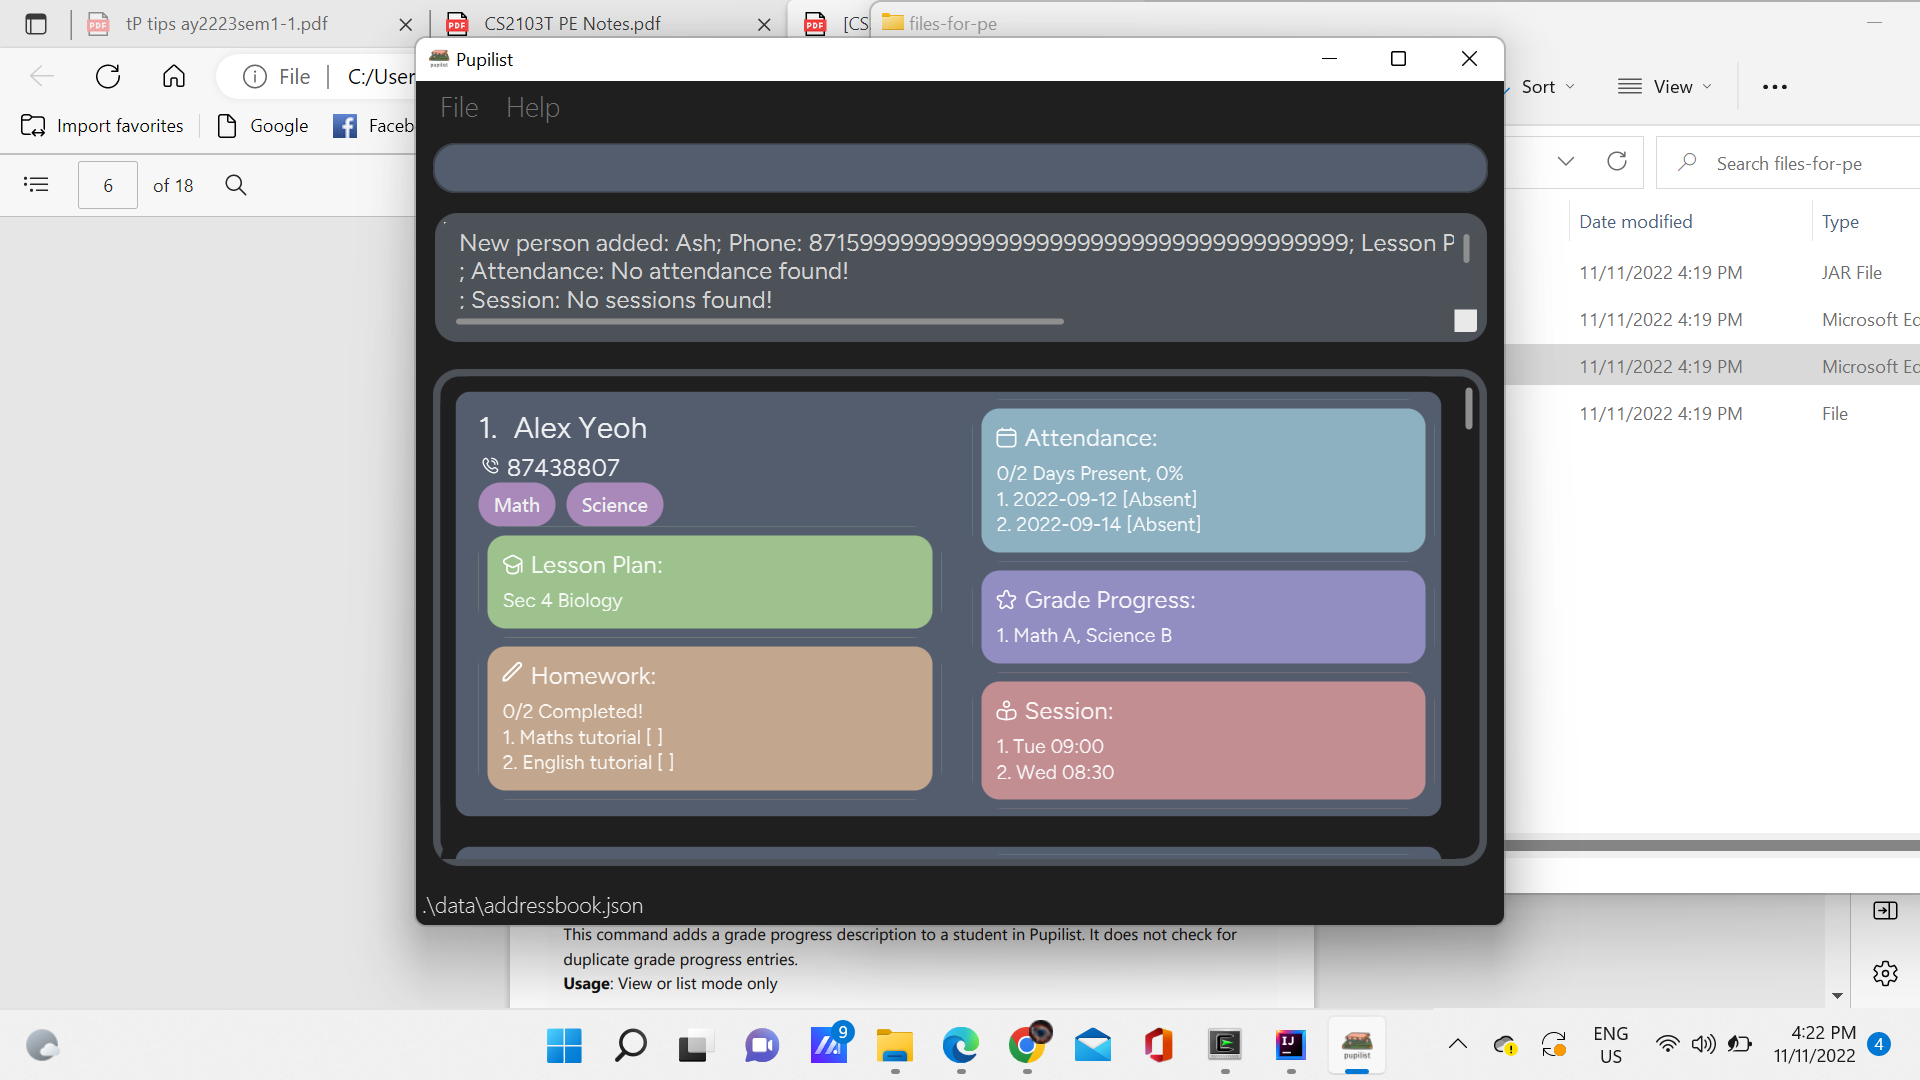 tP tips ay2223sem1-1.pdf
CS2103T PE Notes.pdf
[CS
files-for-pe
File
C:/User
Import favorites
Google
Faceb
6
of 18
Sort
View
Search files-for-pe
Date modified
Type
11/11/2022 4:19 PM
JAR File
11/11/2022 4:19 PM
Microsoft Ed
11/11/2022 4:19 PM
Microsoft Ed
11/11/2022 4:19 PM
File
Pupilist
File
Help
; Attendance: No attendance found!
; Session: No sessions found!
New person added: Ash; Phone:
; Lesson P
1. Alex Yeoh
87438807
Math
Science
Lesson Plan:
Sec 4 Biology
Homework:
0/2 Completed!
1. Maths tutorial [ ]
2. English tutorial [ ]
Attendance:
0/2 Days Present, 0%
1. 2022-09-12 [Absent]
2. 2022-09-14 [Absent]
Grade Progress:
1. Math A, Science B
Session:
1. Tue 09:00
2. Wed 08:30
.\data\addressbook.json
This command adds a grade progress description to a student in Pupilist. It does not check for
duplicate grade progress entries.
Usage: View or list mode only
9
pupilist
ENG
US
4:22 PM
11/11/2022
4